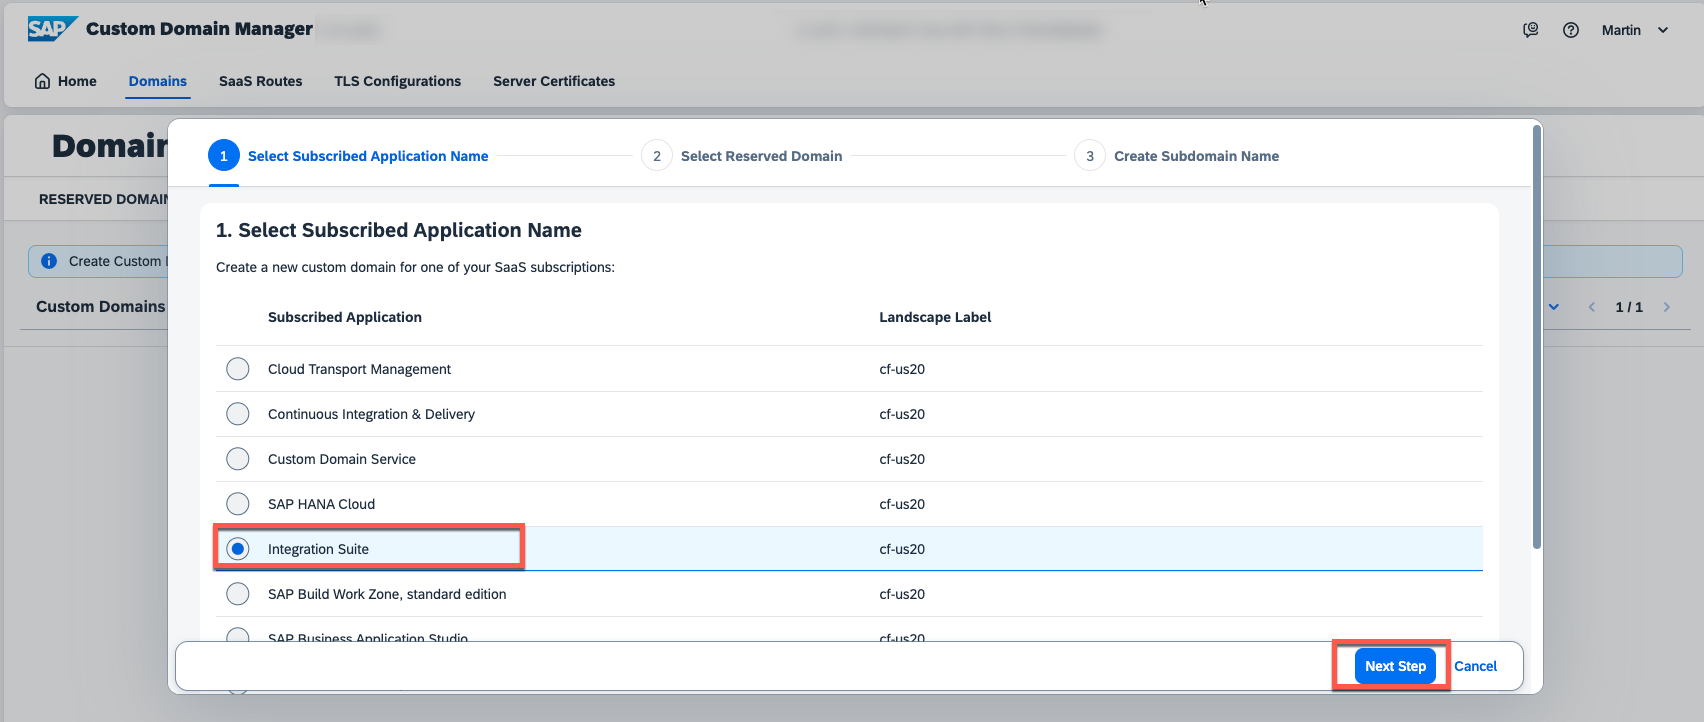 SAP Custom Domain Manager
Martin
Home Domains SaaS Routes TLS Configurations Server Certificates
Domain
1 Select Subscribed Application Name 2 Select Reserved Domain 3 Create Subdomain Name
RESERVED DOMAIN
1. Select Subscribed Application Name
Create Custom
Create a new custom domain for one of your SaaS subscriptions:
Custom Domains
1 / 1
Subscribed Application Landscape Label
Cloud Transport Management cf-us20
Continuous Integration & Delivery cf-us20
Custom Domain Service cf-us20
SAP HANA Cloud cf-us20
Integration Suite cf-us20
SAP Build Work Zone, standard edition cf-us20
SAP Business Application Studio cf-us20
Next Step Cancel